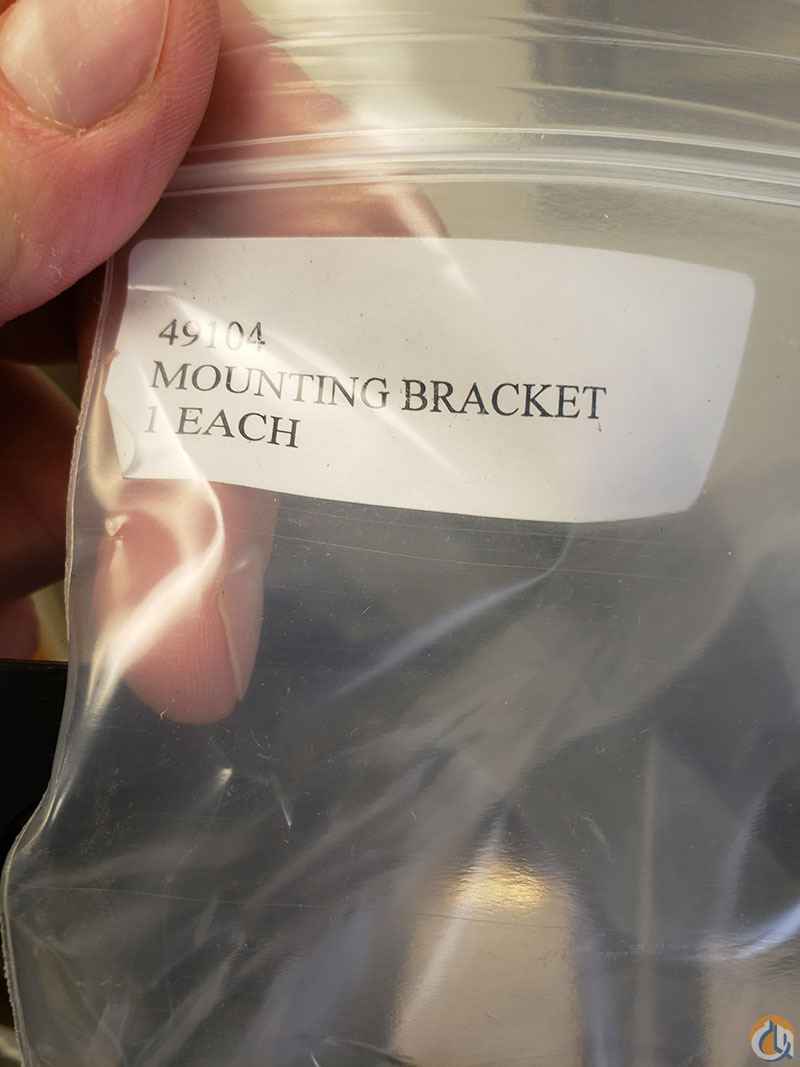 49104
MOUNTING BRACKET
1 EACH